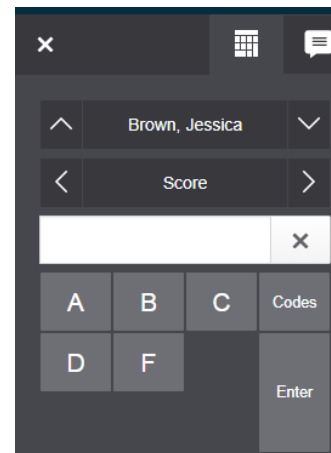 Brown, Jessica
Score
A B C Codes
D F
Enter